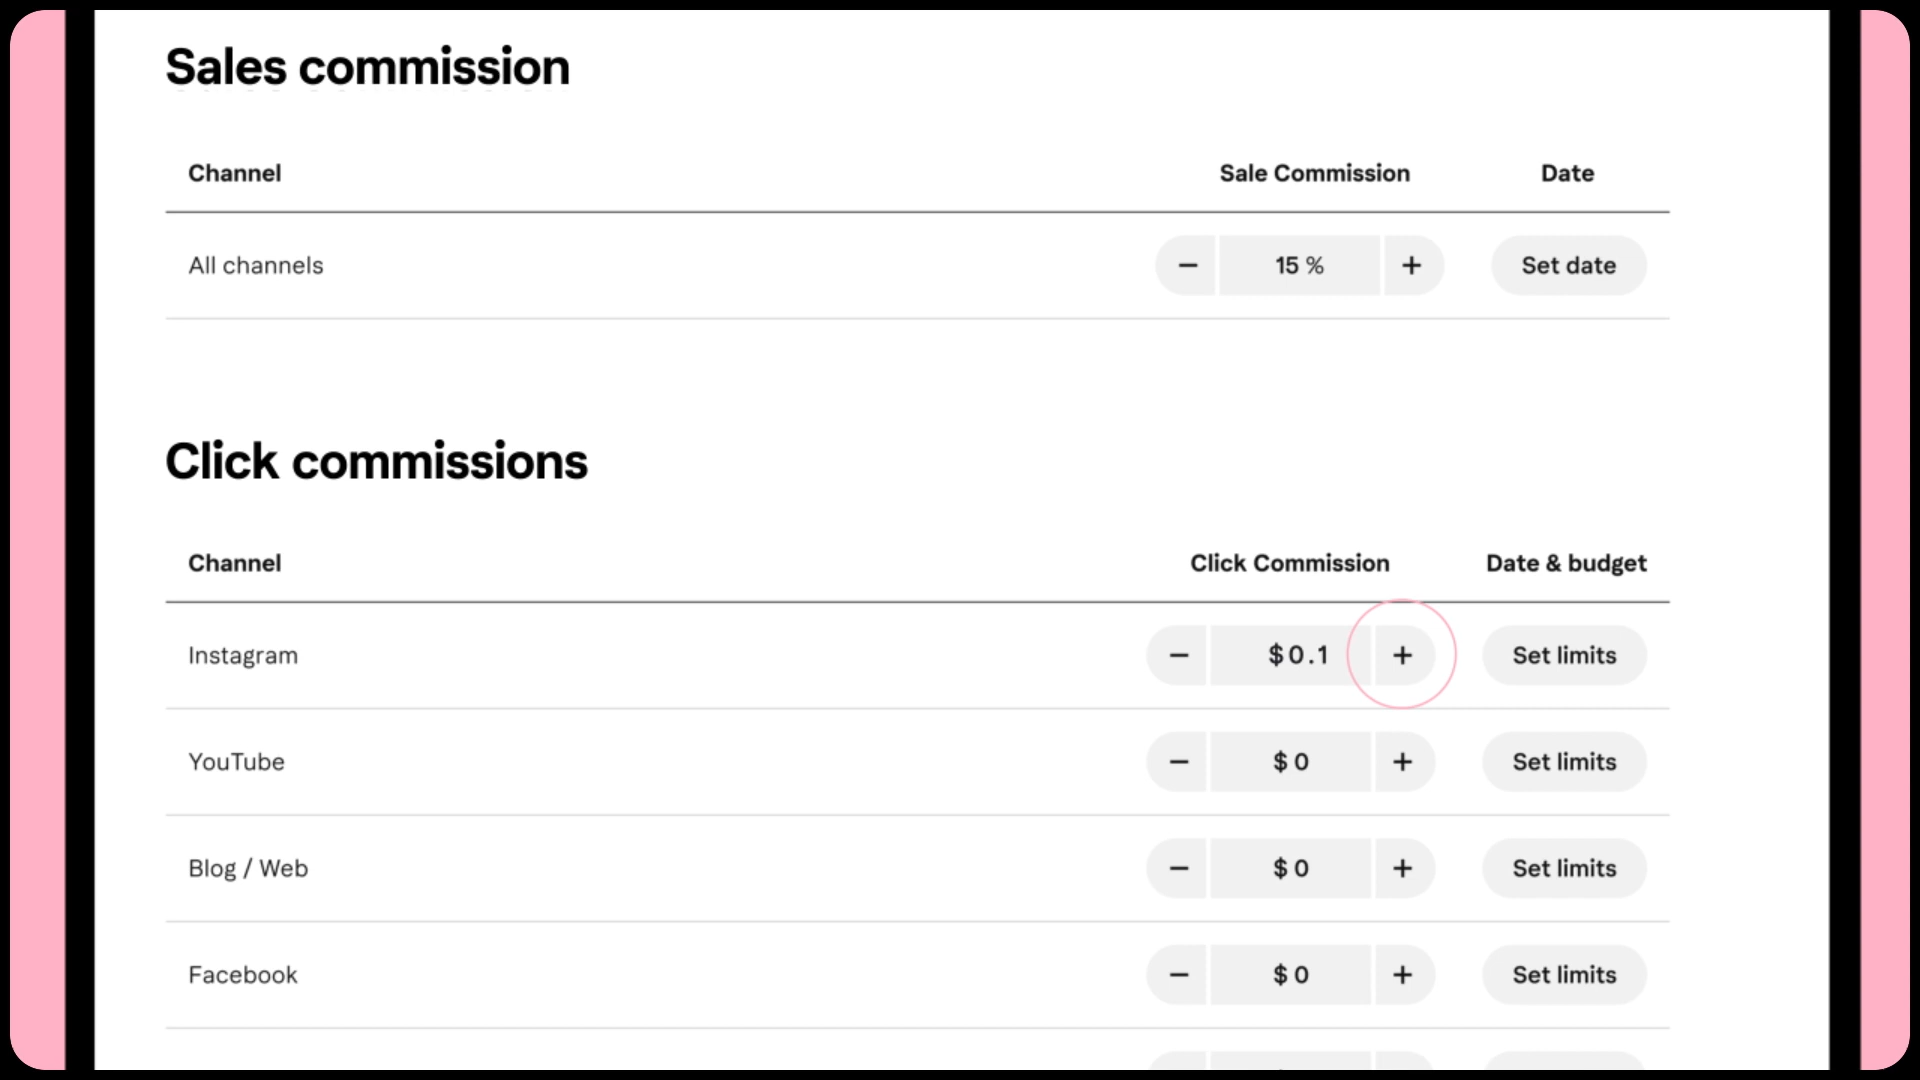 Sales commission
Channel Sale Commission Date
All channels − 15 % + Set date
Click commissions
Channel Click Commission Date & budget
Instagram − $0.1 + Set limits
YouTube − $ 0 + Set limits
Blog / Web − $ 0 + Set limits
Facebook − $ 0 + Set limits